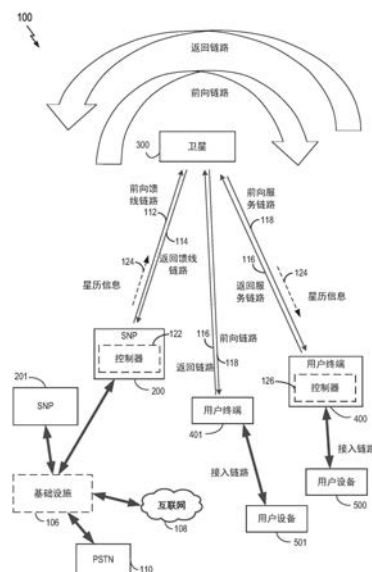 100
返回链路
前向链路
300
卫星
前向馈
线链路
112
114
返回馈线
链路
124
星历信息
前向服
务链路
118
116
返回服
务链路
124
星历信息
SNP
122
控制器
200
116
前向链路
返回链路
118
用户终端
126
控制器
400
201
SNP
用户终端
401
接入链路
用户设备
500
接入链路
基础设施
106
互联网
108
用户设备
501
PSTN
110